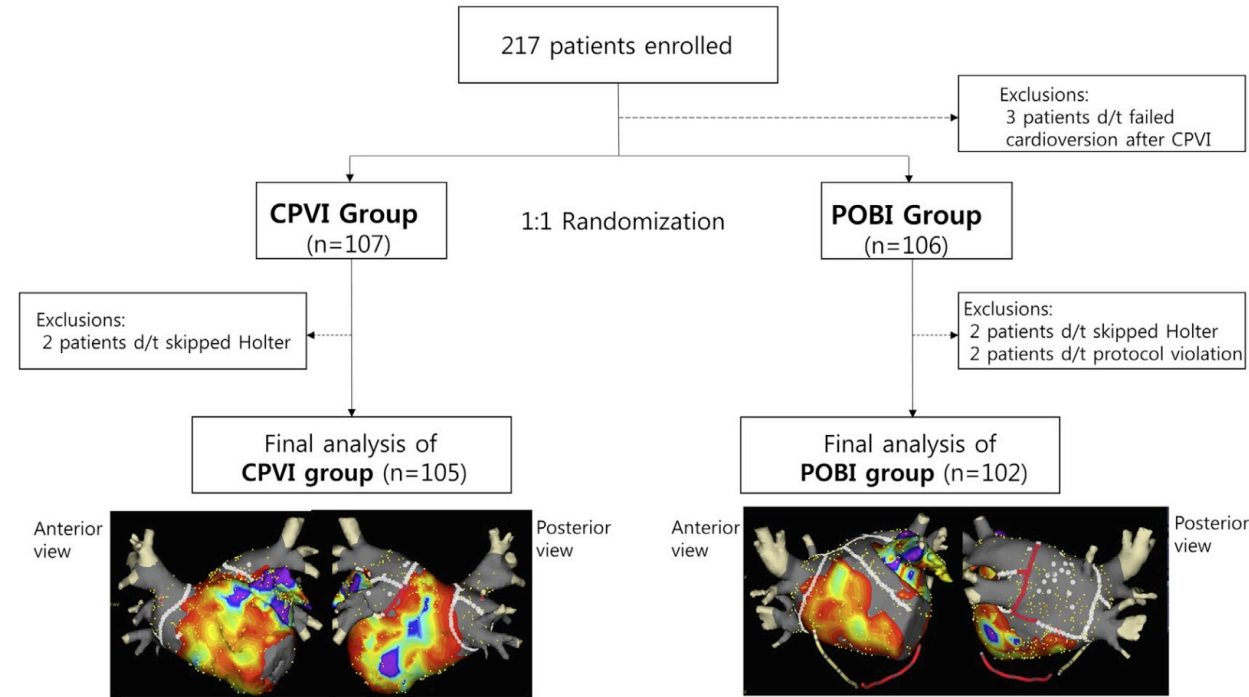 217 patients enrolled
Exclusions:
3 patients d/t failed
cardioversion after CPVI
CPVI Group
(n=107)
1:1 Randomization
POBI Group
(n=106)
Exclusions:
2 patients d/t skipped Holter
Exclusions:
2 patients d/t skipped Holter
2 patients d/t protocol violation
Final analysis of
CPVI group (n=105)
Final analysis of
POBI group (n=102)
Anterior
view
Posterior
view
Anterior
view
Posterior
view